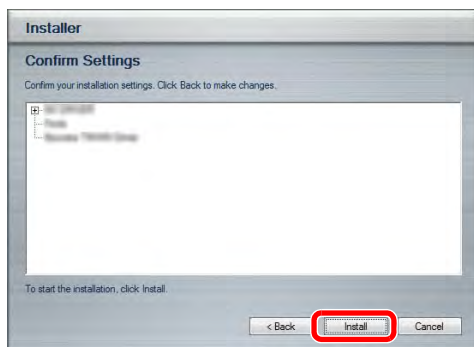 Installer
Confirm Settings
Confirm your installation settings. Click Back to make changes.
To start the installation, click Install.
< Back
Install
Cancel